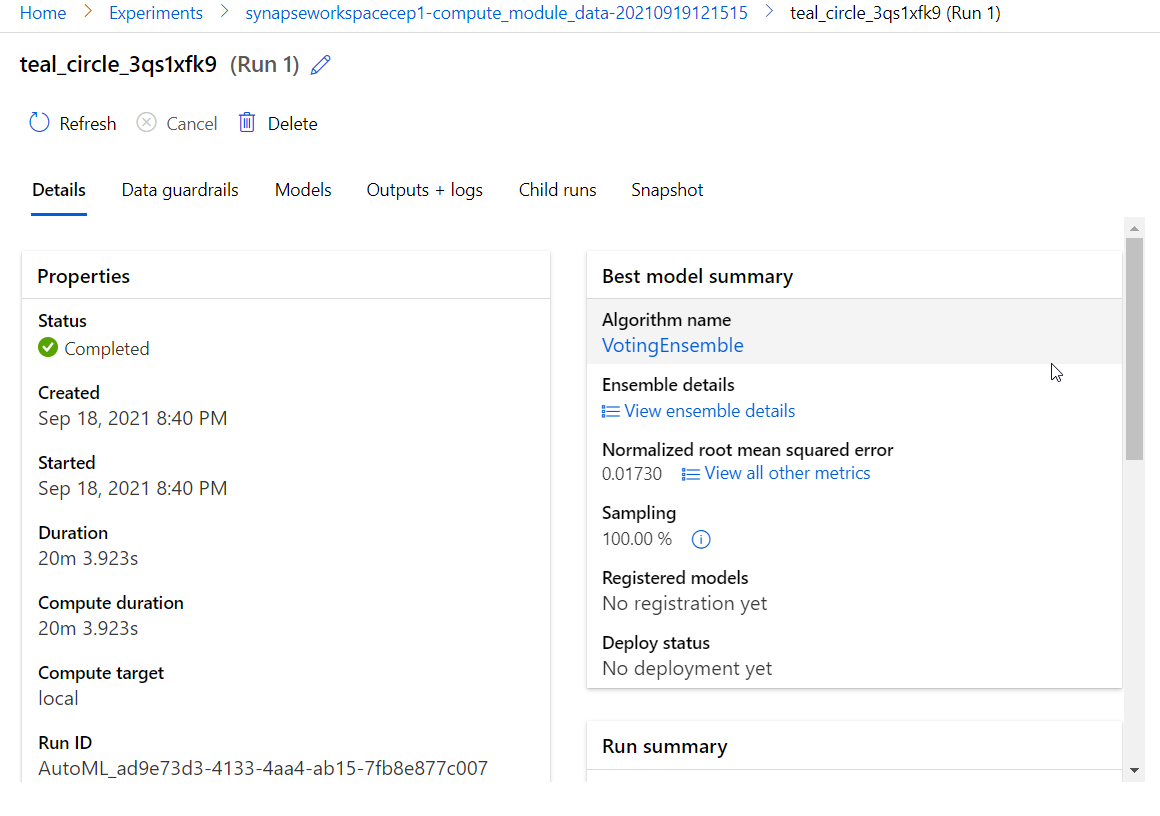 Home > Experiments > synapseworkspacecep1-compute_module_data-20210919121515 > teal_circle_3qs1xfk9 (Run 1)
teal_circle_3qs1xfk9 (Run 1)
Refresh Cancel Delete
Details Data guardrails Models Outputs + logs Child runs Snapshot
Properties
Status
Completed
Created
Sep 18, 2021 8:40 PM
Started
Sep 18, 2021 8:40 PM
Duration
20m 3.923s
Compute duration
20m 3.923s
Compute target
local
Run ID
AutoML_ad9e73d3-4133-4aa4-ab15-7fb8e877c007
Best model summary
Algorithm name
VotingEnsemble
Ensemble details
View ensemble details
Normalized root mean squared error
0.01730 View all other metrics
Sampling
100.00 %
Registered models
No registration yet
Deploy status
No deployment yet
Run summary